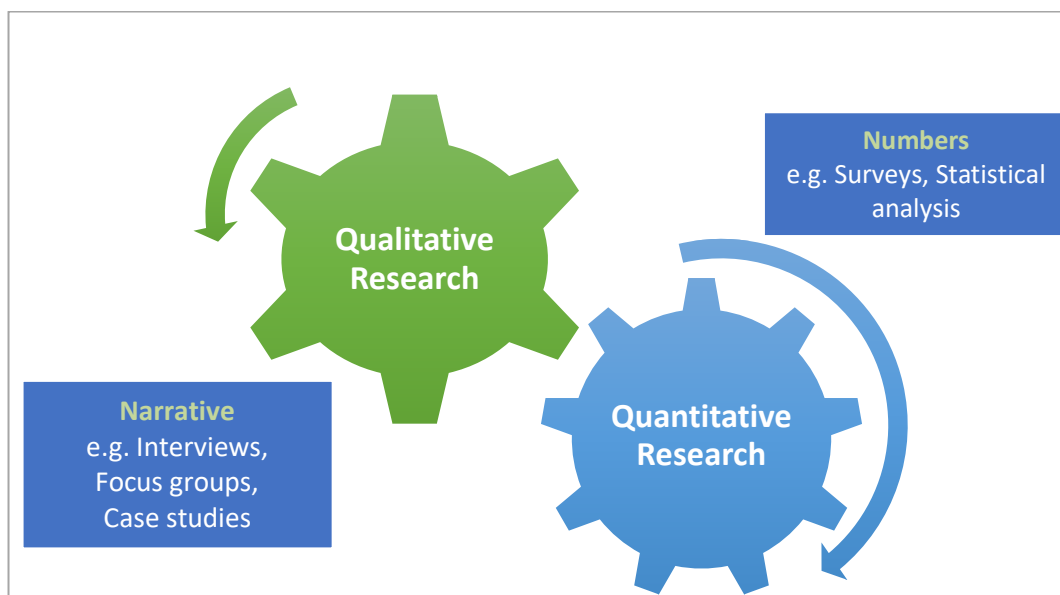 Qualitative
Research
Numbers
e.g. Surveys, Statistical
analysis
Narrative
e.g. Interviews,
Focus groups,
Case studies
Quantitative
Research